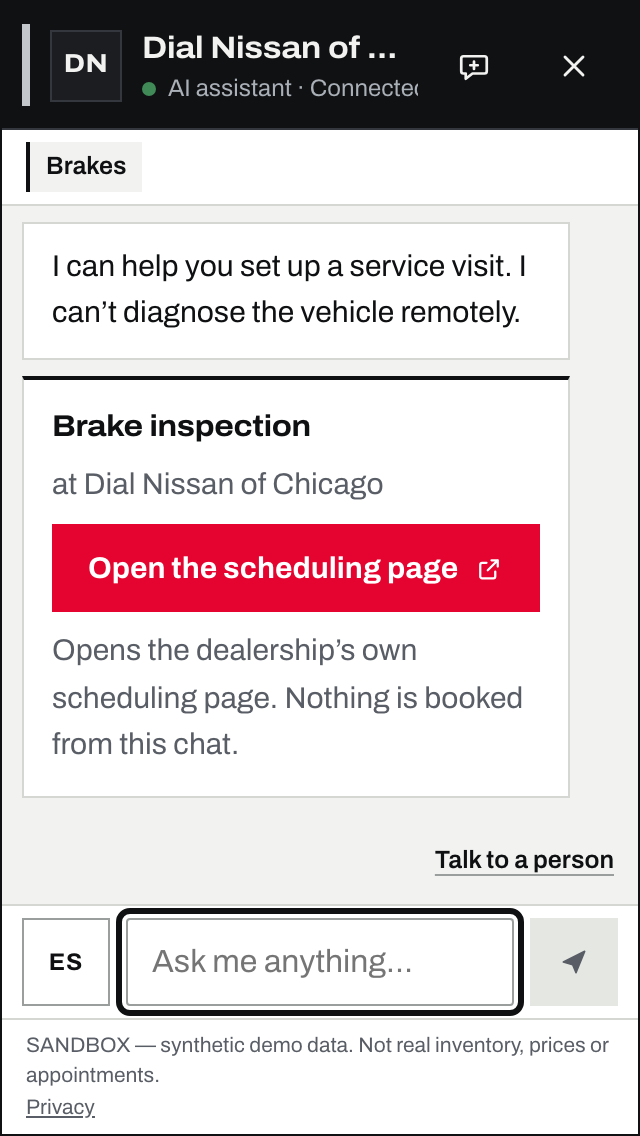 DN
Dial Nissan of ...
AI assistant · Connected
Brakes
I can help you set up a service visit. I
can’t diagnose the vehicle remotely.
Brake inspection
at Dial Nissan of Chicago
Open the scheduling page
Opens the dealership’s own
scheduling page. Nothing is booked
from this chat.
Talk to a person
ES
Ask me anything...
SANDBOX — synthetic demo data. Not real inventory, prices or
appointments.
Privacy